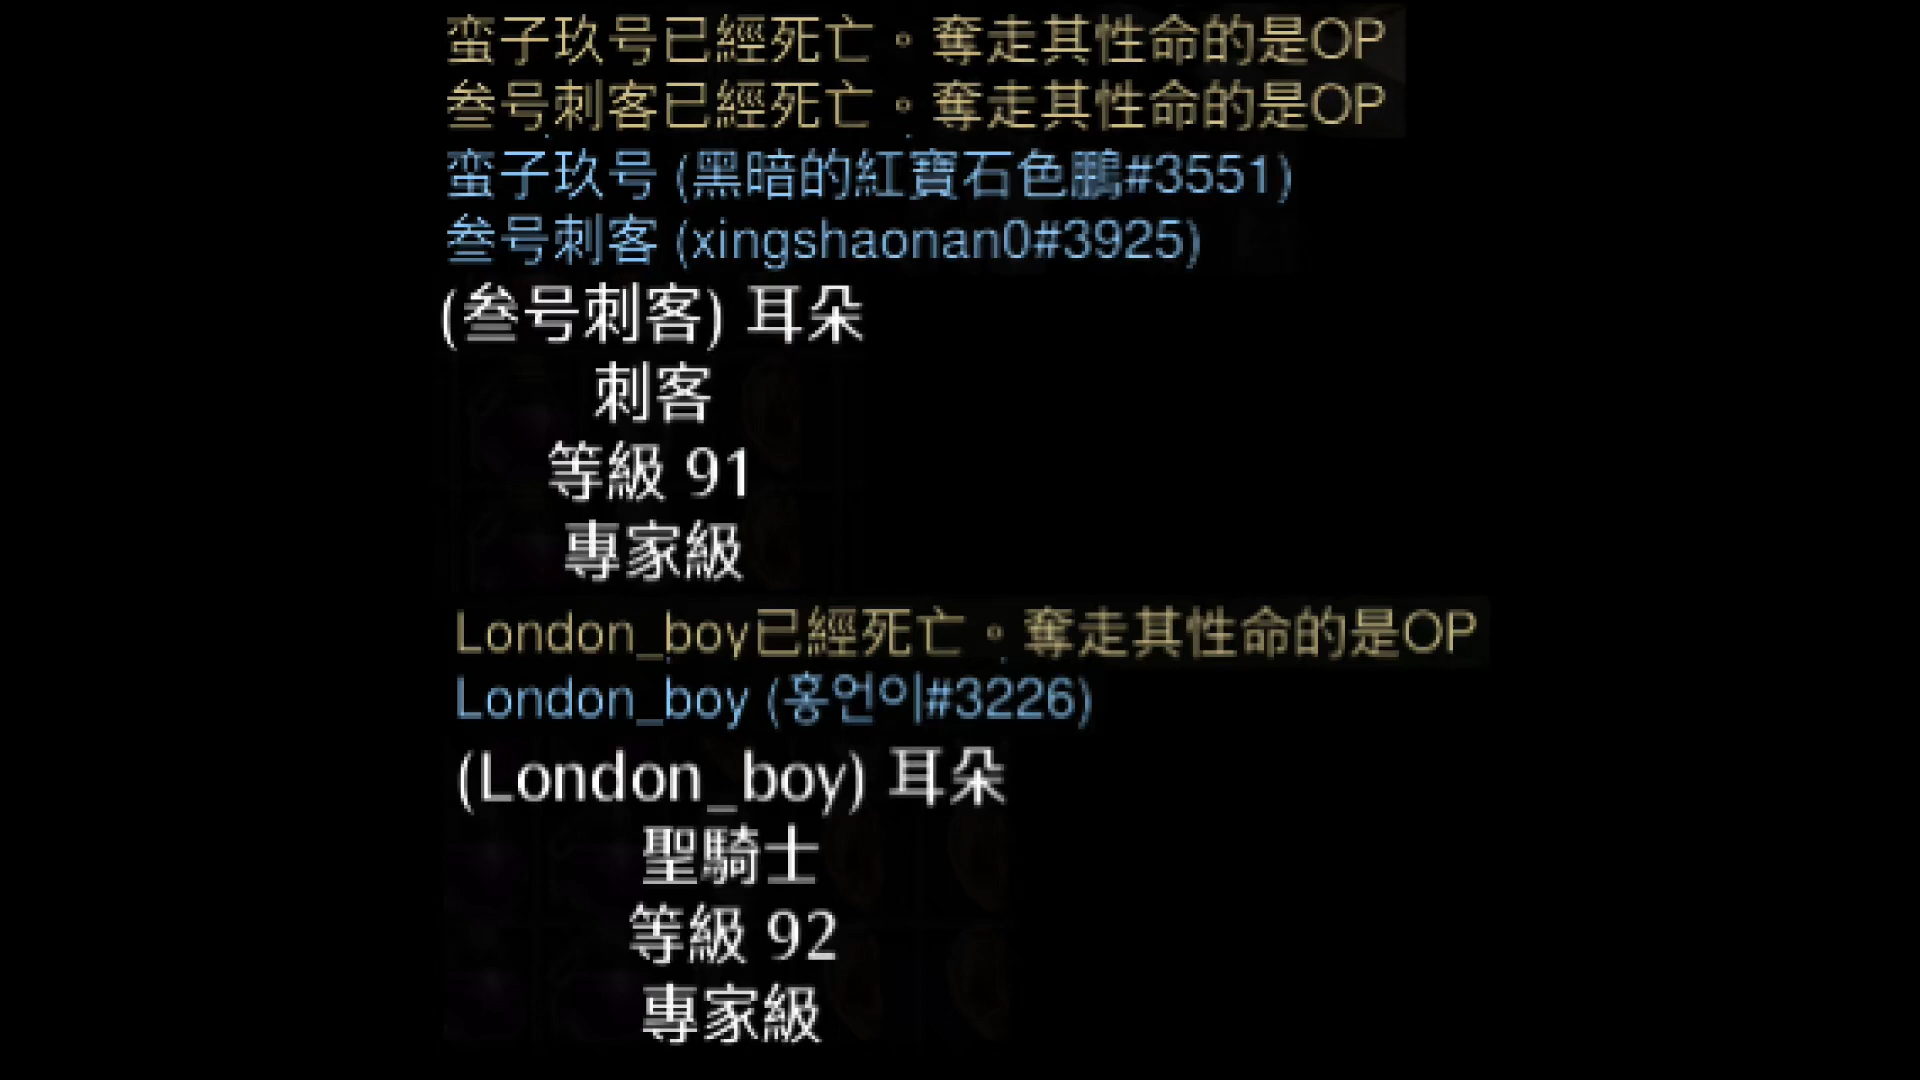 蛮子玖号已經死亡。奪走其性命的是OP
叁号刺客已經死亡。奪走其性命的是OP
蛮子玖号 (黑暗的紅寶石色鵬#3551)
叁号刺客 (xingshaonan0#3925)
(叁号刺客) 耳朵
刺客
等級 91
專家級
London_boy已經死亡。奪走其性命的是OP
London_boy (홍언이#3226)
(London_boy) 耳朵
聖騎士
等級 92
專家級